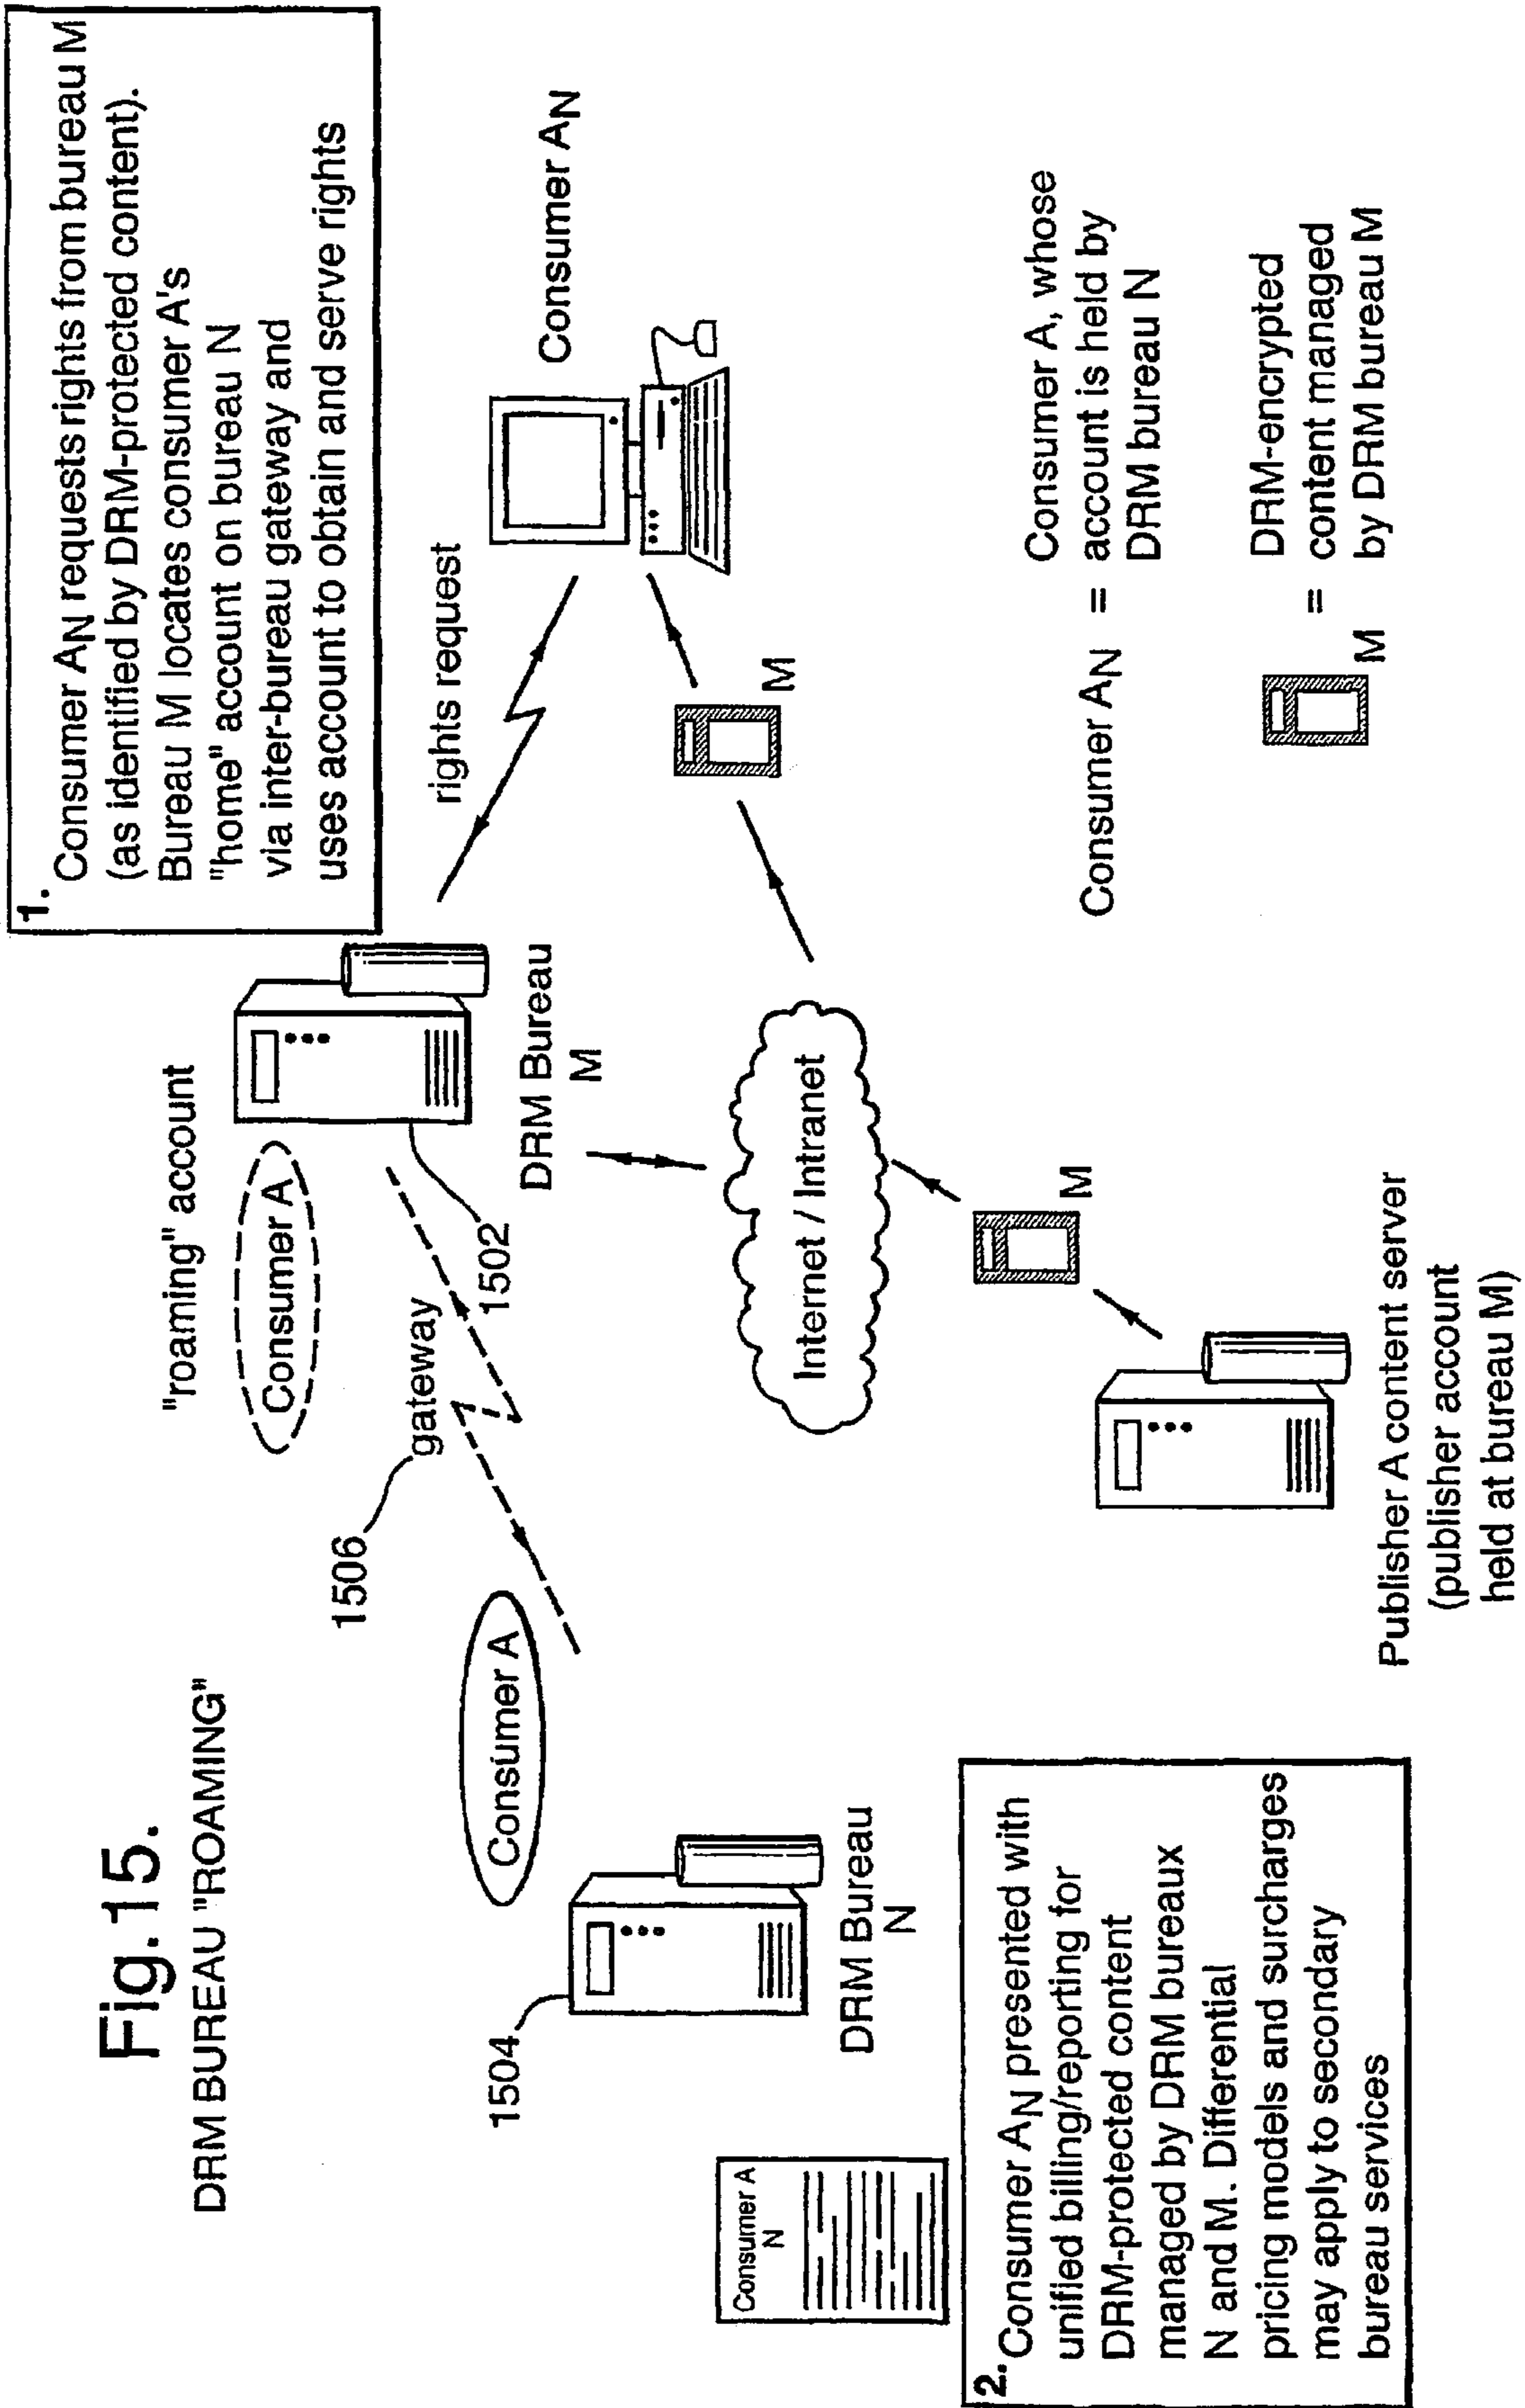 Fig.15.
DRM BUREAU "ROAMING"
1. Consumer AN requests rights from bureau M
(as identified by DRM-protected content).
Bureau M locates consumer A's
"home" account on bureau N
via inter-bureau gateway and
uses account to obtain and serve rights
"roaming" account
Consumer A
1506
gateway
1502
DRM Bureau
M
rights request
Consumer AN
Consumer A
1504
DRM Bureau
N
Internet / Intranet
M
M
Consumer A
N
2. Consumer AN presented with
unified billing/reporting for
DRM-protected content
managed by DRM bureaux
N and M. Differential
pricing models and surcharges
may apply to secondary
bureau services
Publisher A content server
(publisher account
held at bureau M)
Consumer AN =
Consumer A, whose
account is held by
DRM bureau N
M =
DRM-encrypted
content managed
by DRM bureau M